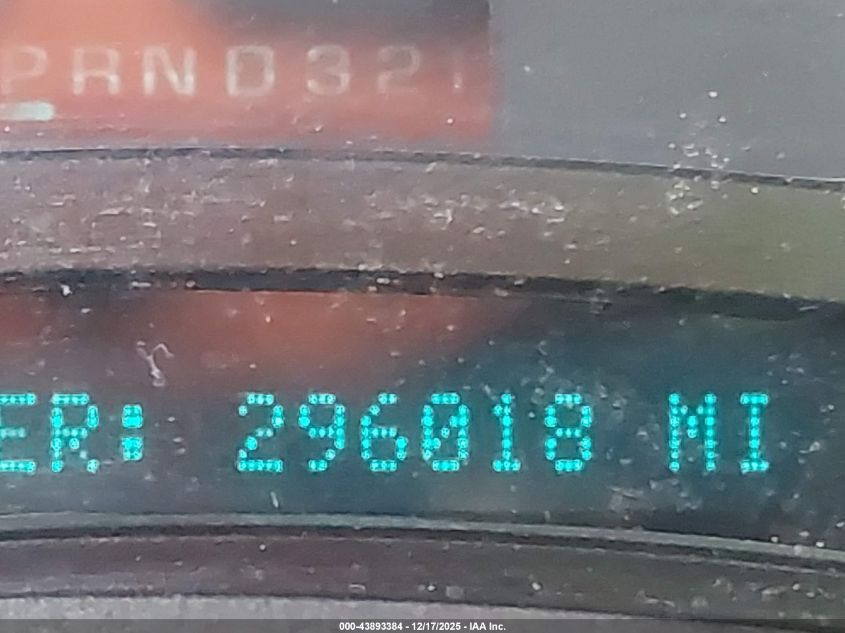 PRND321
ER: 296018 MI
000-43893384 - 12/17/2025 - IAA Inc.